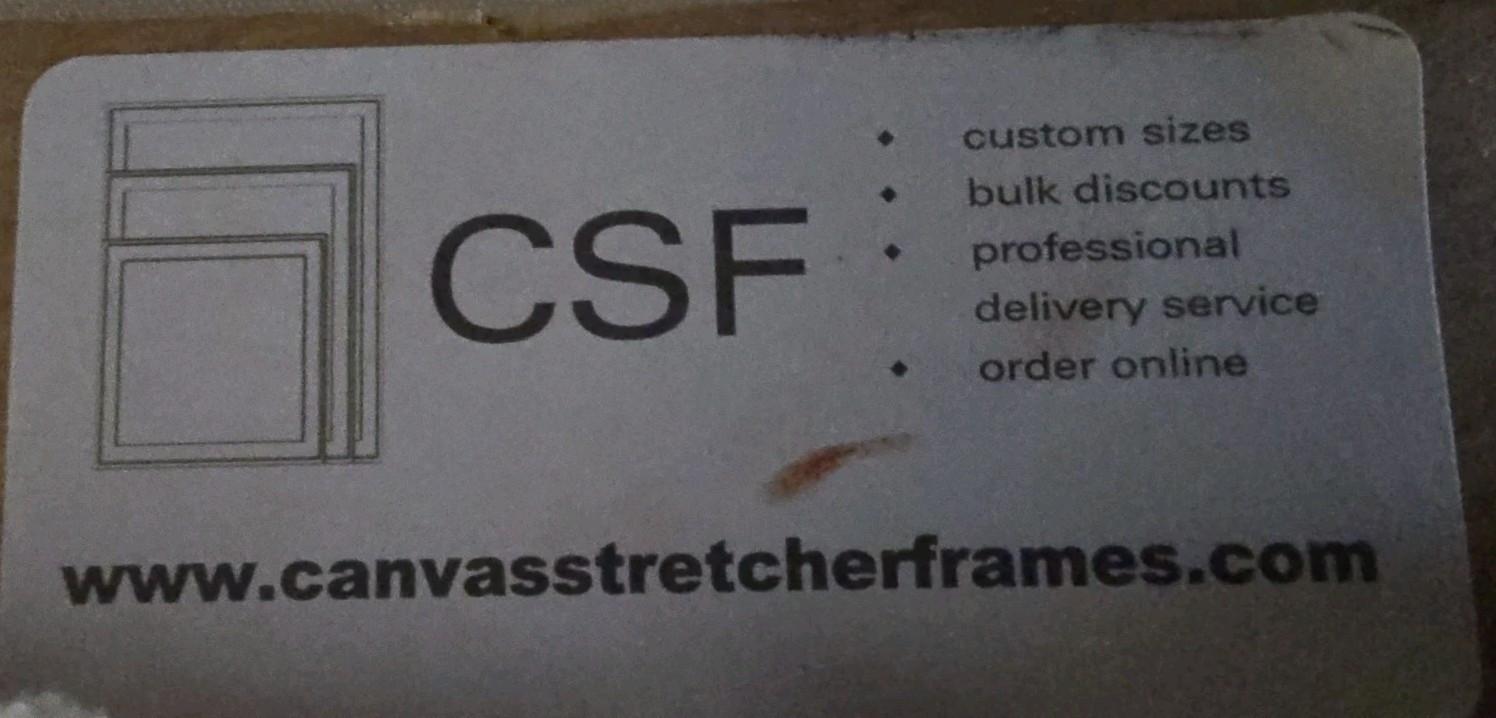 CSF
custom sizes
bulk discounts
professional
delivery service
order online
www.canvasstretcherframes.com